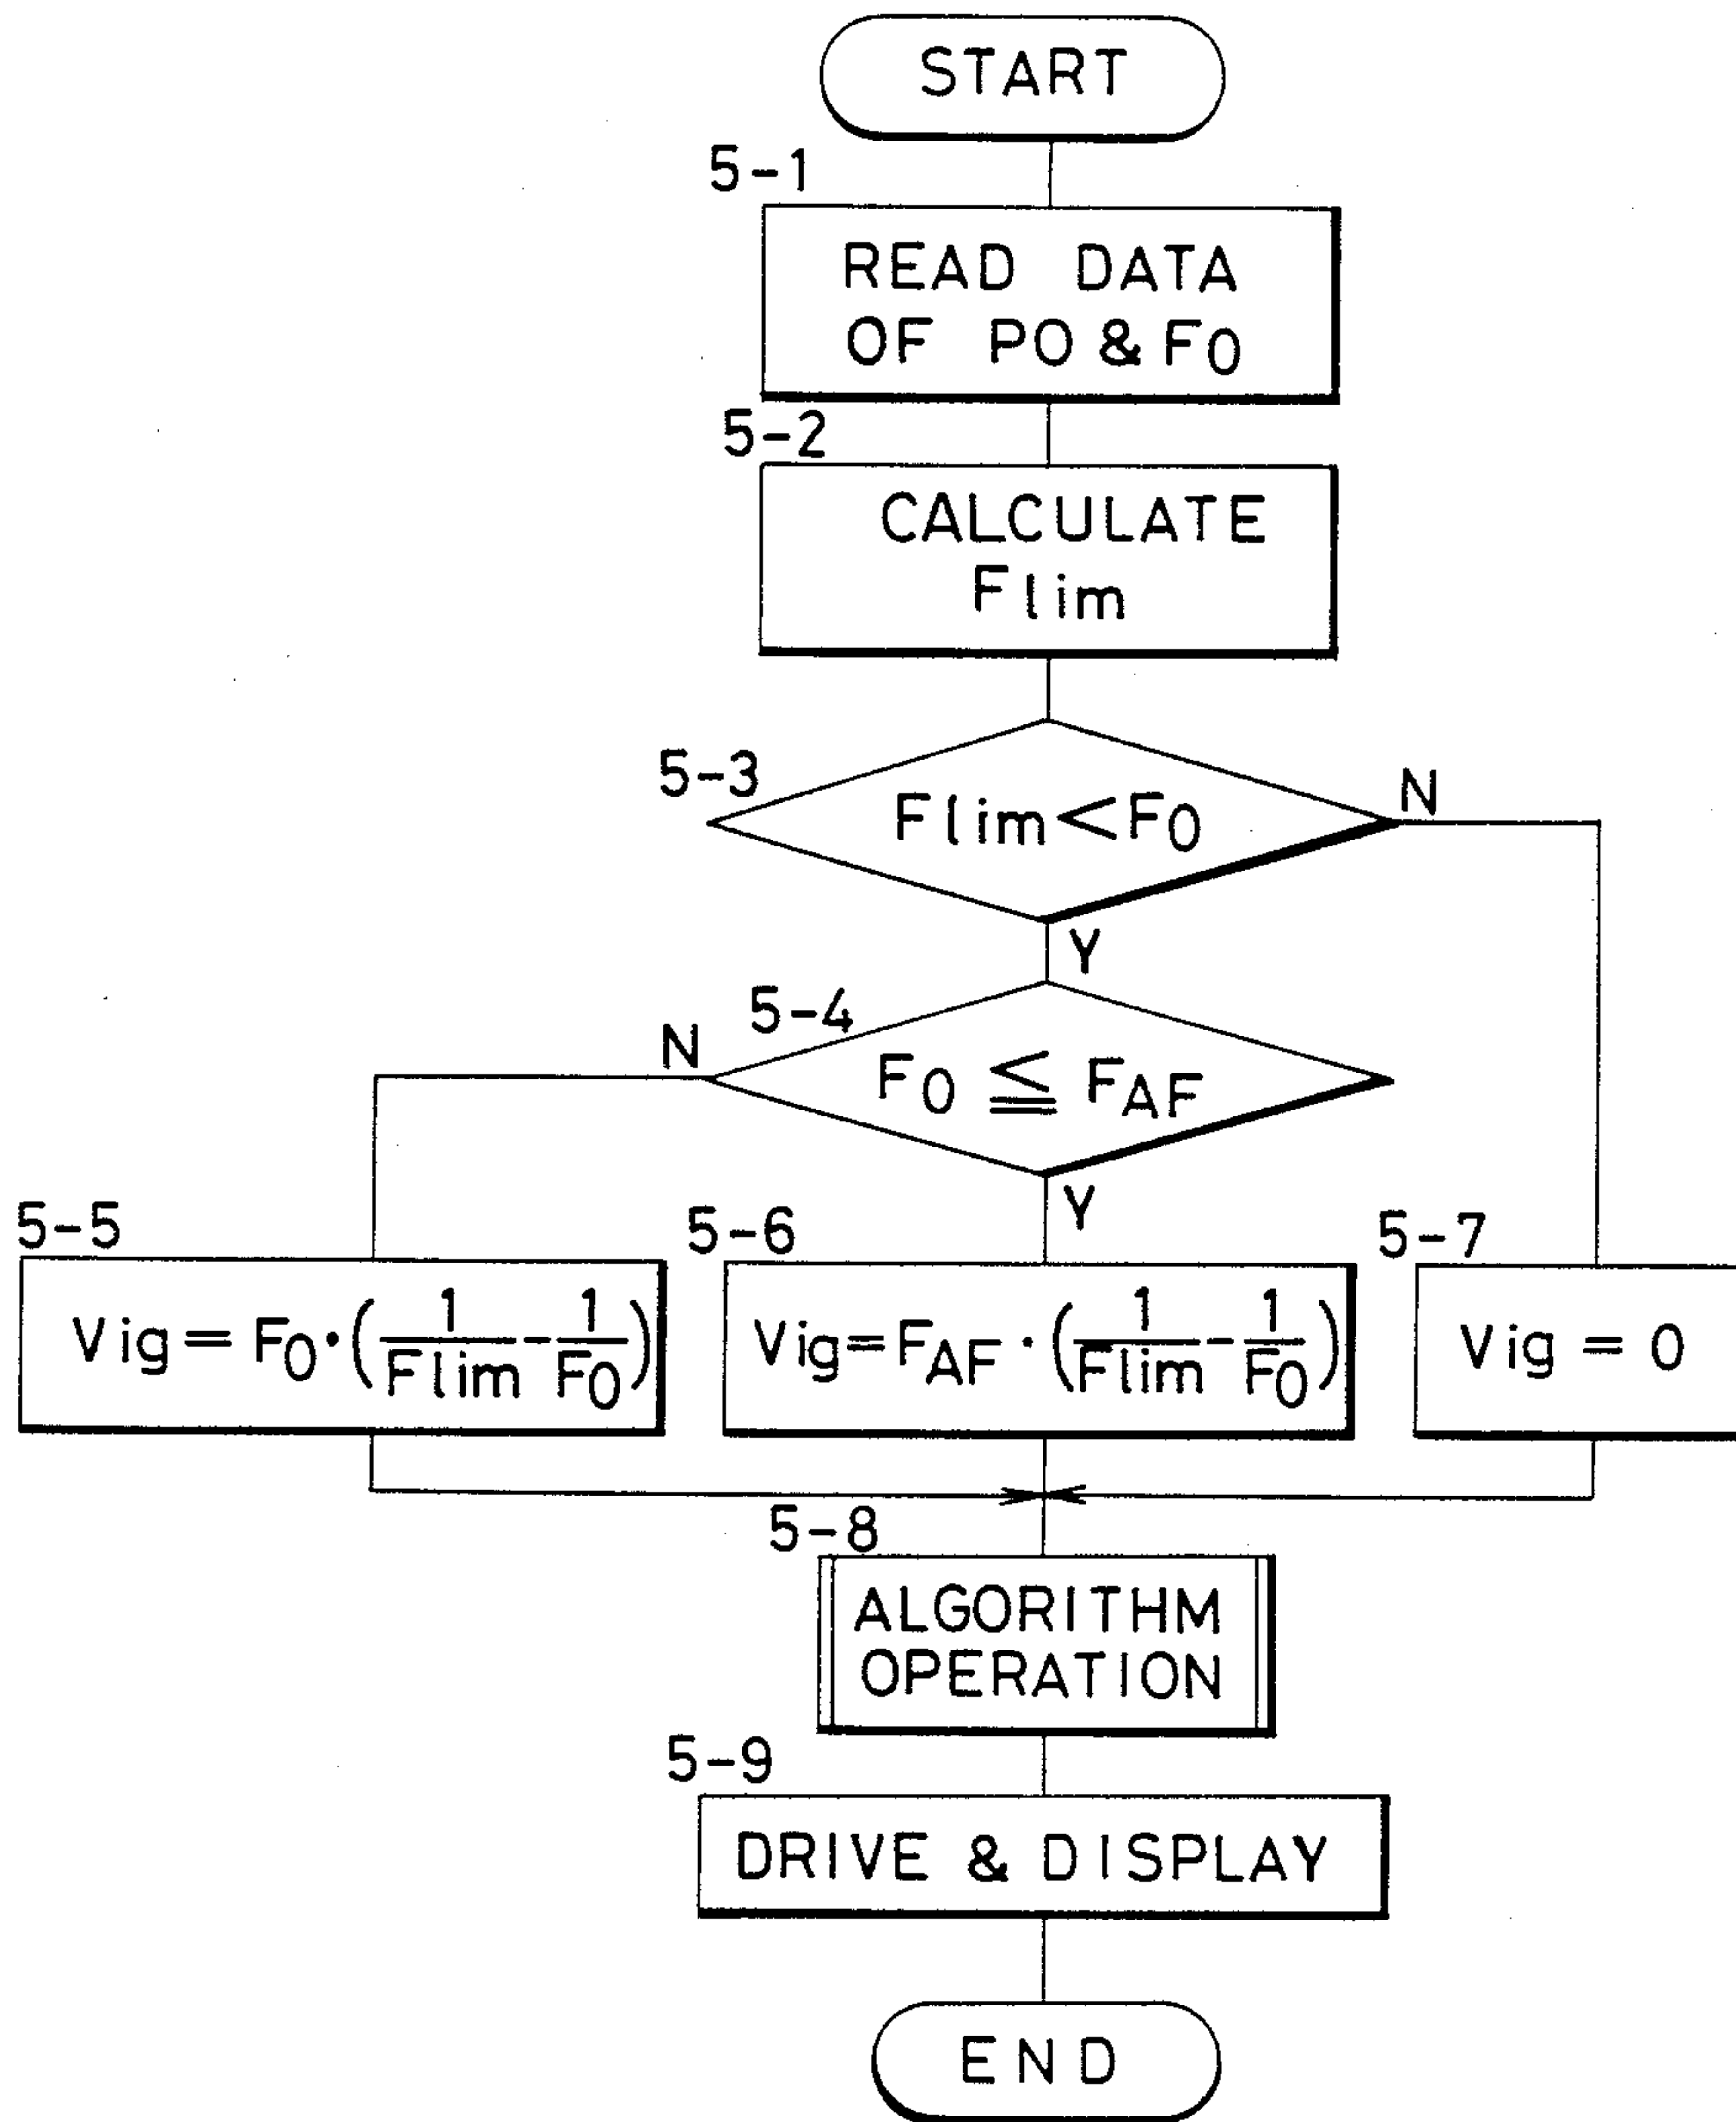 START
5-1
READ DATA
OF PO & F0
5-2
CALCULATE
Flim
5-3
Flim<F0
N
Y
5-4
N
F0 ≦ FAF
Y
5-5
Vig = F0・(1/Flim - 1/F0)
5-6
Vig=FAF・(1/Flim - 1/F0)
5-7
Vig = 0
5-8
ALGORITHM
OPERATION
5-9
DRIVE & DISPLAY
END